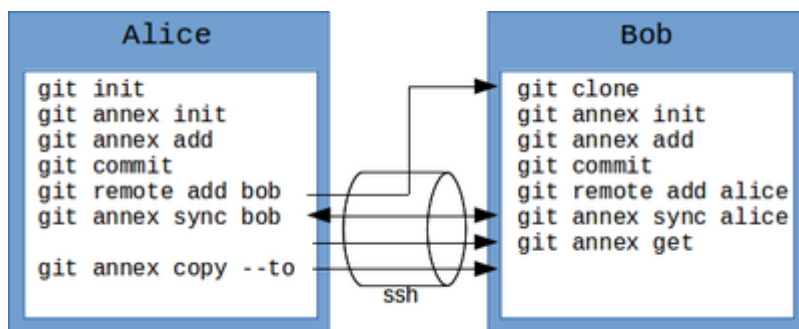 Alice
git init
git annex init
git annex add
git commit
git remote add bob
git annex sync bob
git annex copy --to
ssh
Bob
git clone
git annex init
git annex add
git commit
git remote add alice
git annex sync alice
git annex get